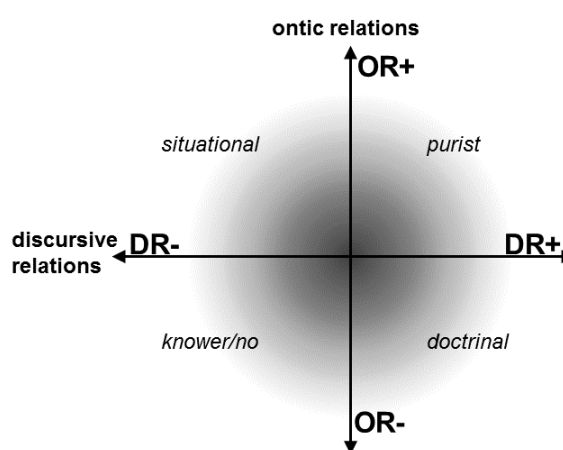 ontic relations
OR+
situational
purist
discursive
relations
DR-
DR+
knower/no
doctrinal
OR-